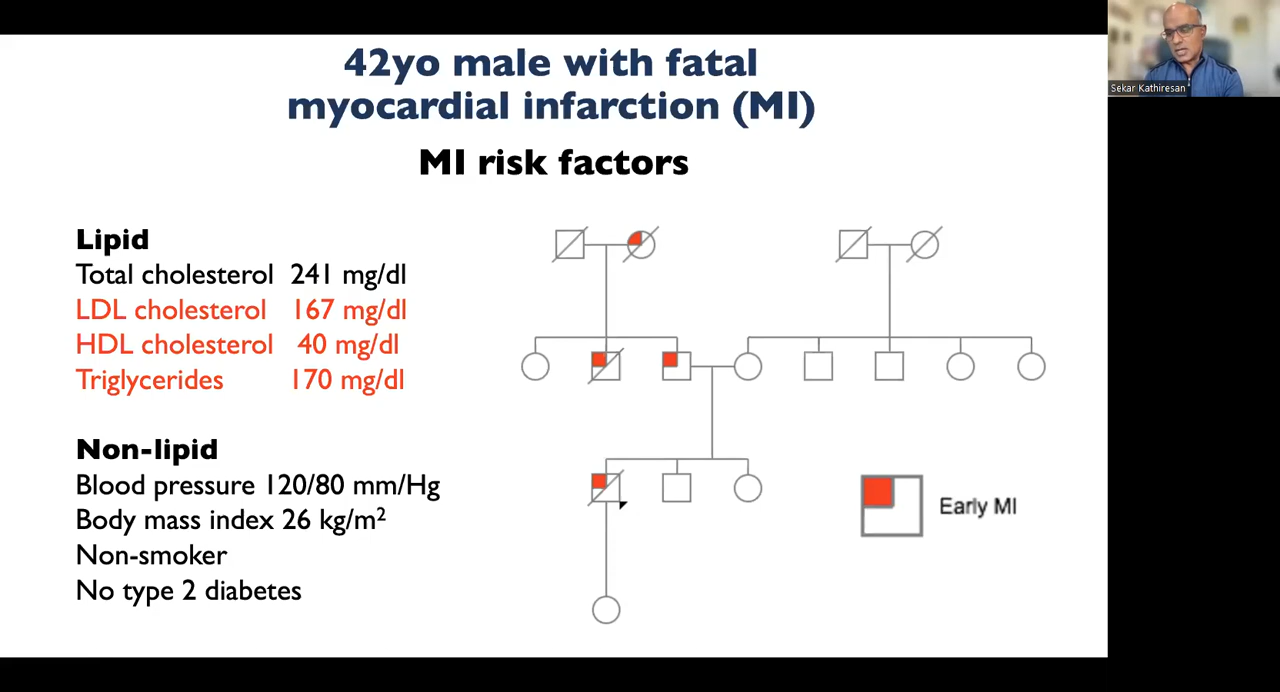 42yo male with fatal
myocardial infarction (MI)
MI risk factors
Lipid
Total cholesterol 241 mg/dl
LDL cholesterol 167 mg/dl
HDL cholesterol 40 mg/dl
Triglycerides 170 mg/dl
Non-lipid
Blood pressure 120/80 mm/Hg
Body mass index 26 kg/m²
Non-smoker
No type 2 diabetes
Early MI
Sekar Kathiresan